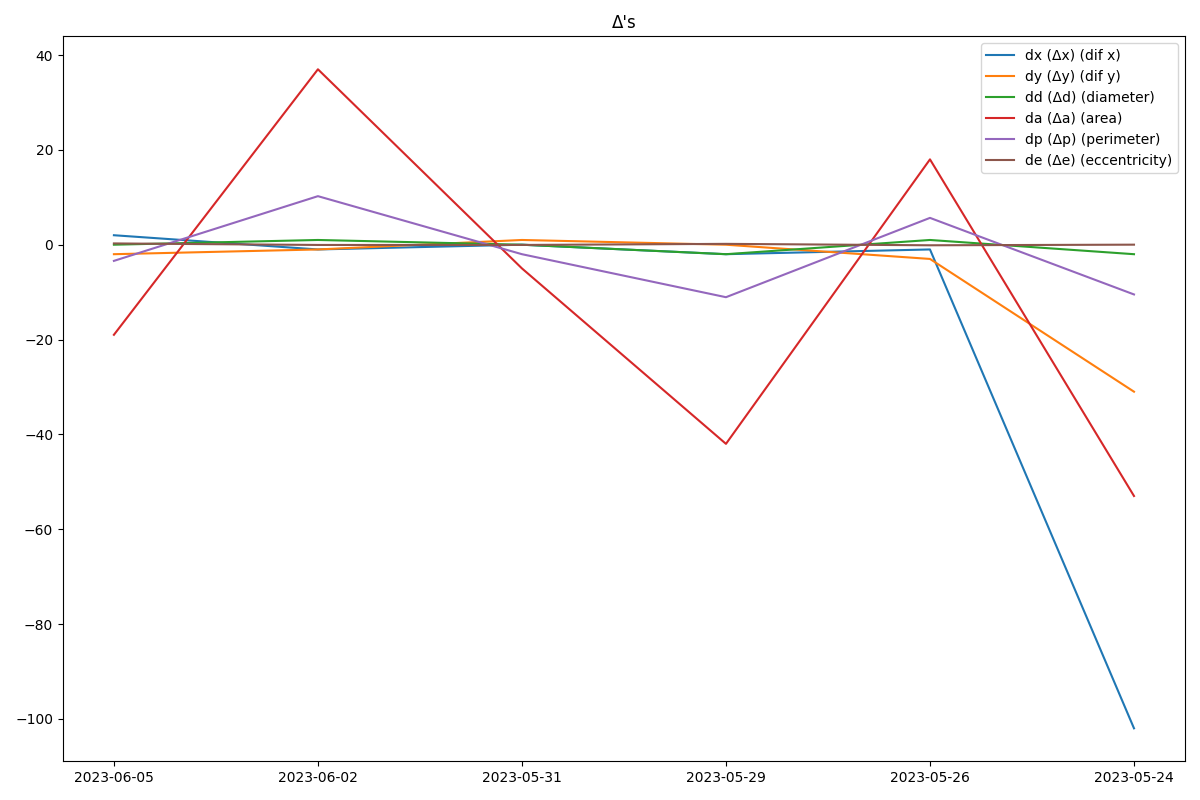 Δ's
40
20
0
−20
−40
−60
−80
−100
dx (Δx) (dif x)
dy (Δy) (dif y)
dd (Δd) (diameter)
da (Δa) (area)
dp (Δp) (perimeter)
de (Δe) (eccentricity)
2023-06-05 2023-06-02 2023-05-31 2023-05-29 2023-05-26 2023-05-24